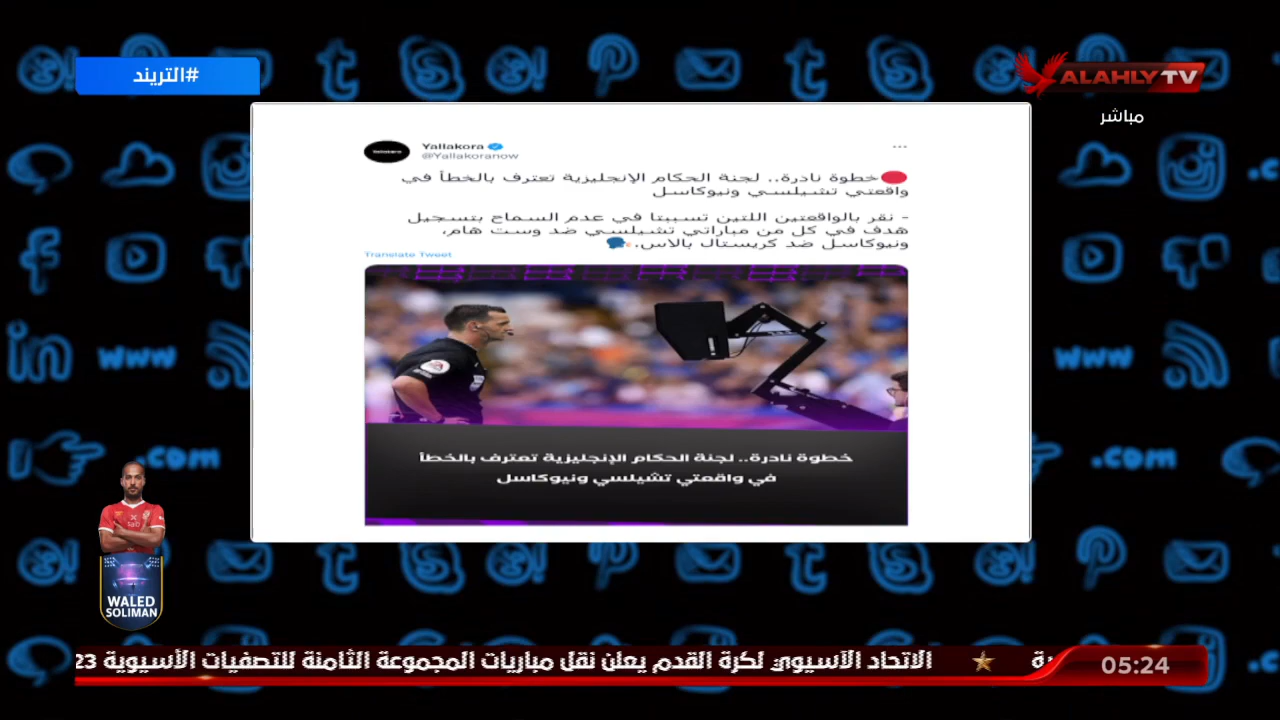 #التريند
ALAHLY TV
مباشر
Yallakora
@Yallakoranow
خطوة نادرة.. لجنة الحكام الإنجليزية تعترف بالخطأ في
واقعتي تشيلسي ونيوكاسل
- نقر بالواقعتين اللتين تسببتا في عدم السماح بتسجيل
هدف في كل من مباراتي تشيلسي ضد وست هام،
ونيوكاسل ضد كريستال بالاس.
Translate Tweet
خطوة نادرة.. لجنة الحكام الإنجليزية تعترف بالخطأ
في واقعتي تشيلسي ونيوكاسل
WALED
SOLIMAN
الاتحاد الآسيوي لكرة القدم يعلن نقل مباريات المجموعة الثامنة للتصفيات الأسيوية 23
05:24